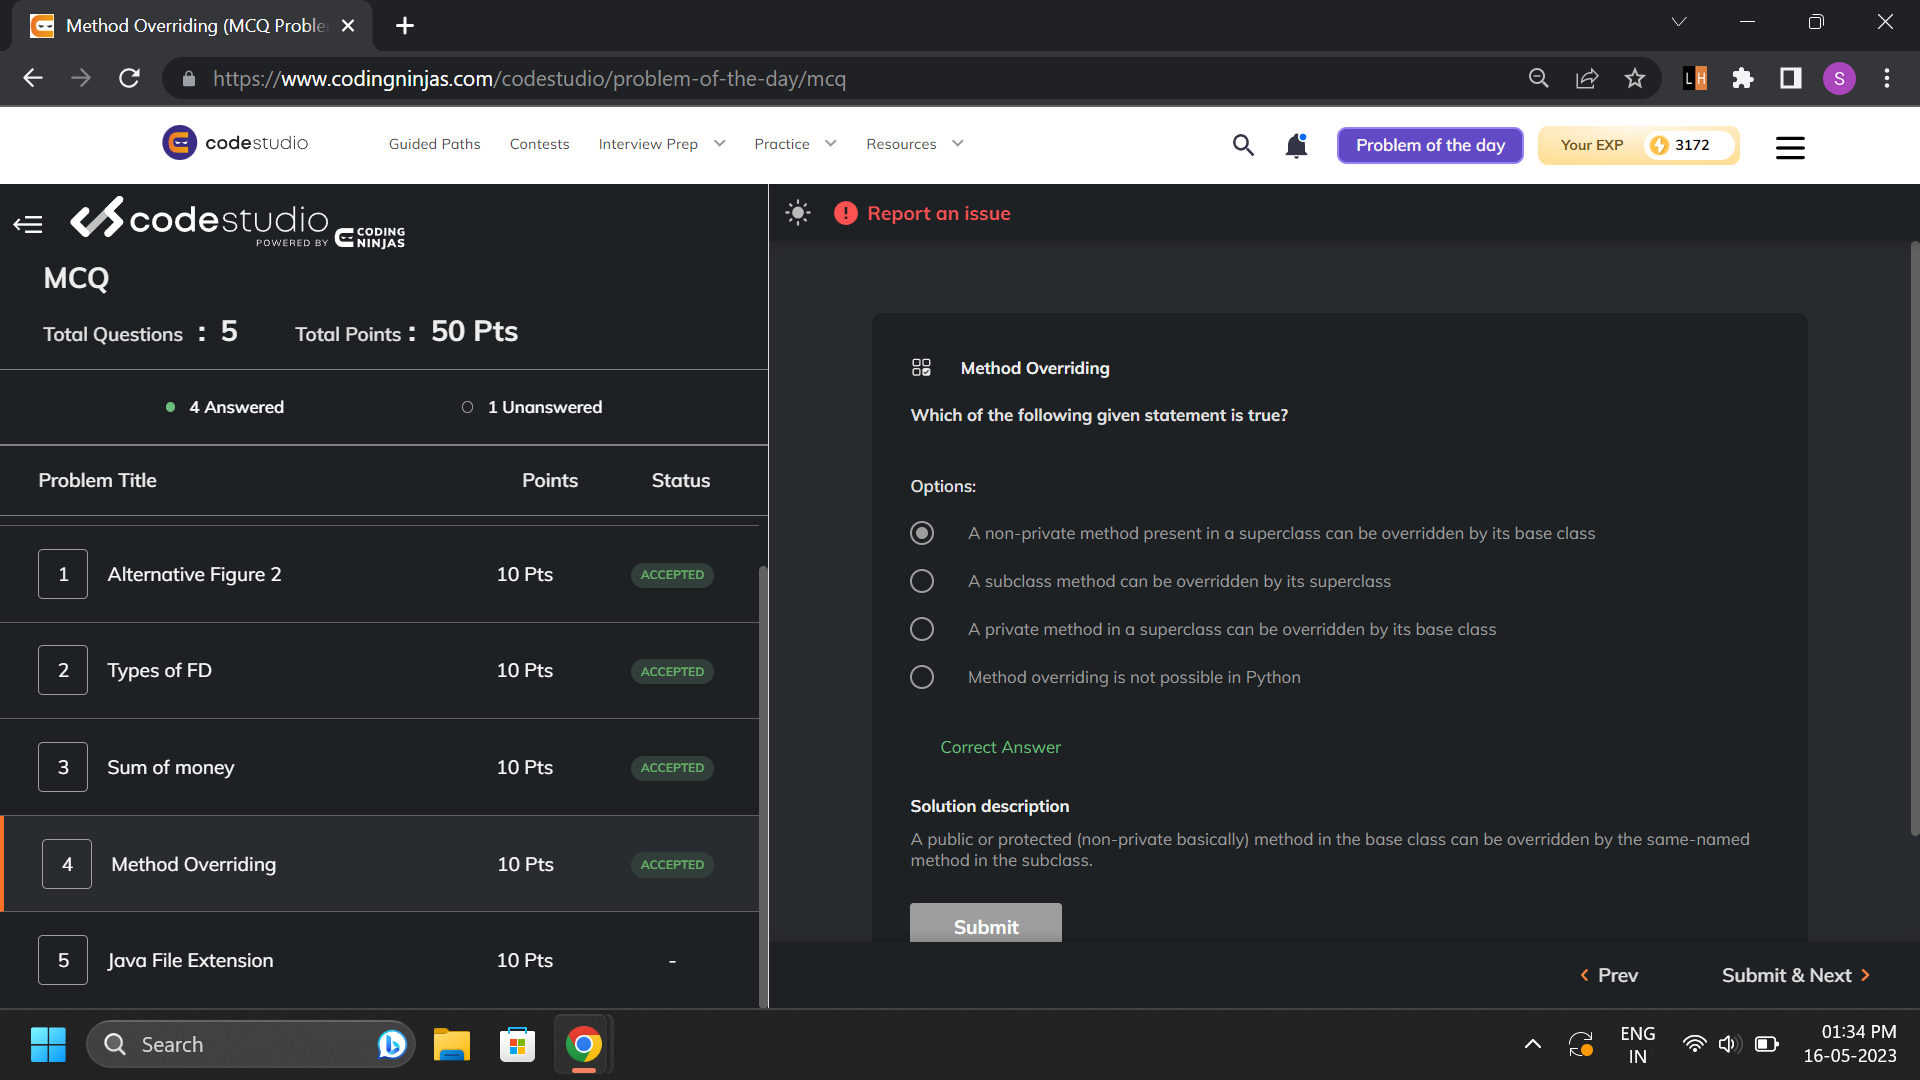 Method Overriding (MCQ Proble
https://www.codingninjas.com/codestudio/problem-of-the-day/mcq
LH
S
codestudio
Guided Paths
Contests
Interview Prep
Practice
Resources
Problem of the day
Your EXP
3172
codestudio
POWERED BY
CODING
NINJAS
MCQ
Total Questions : 5
Total Points : 50 Pts
4 Answered
1 Unanswered
Problem Title
Points
Status
1
Alternative Figure 2
10 Pts
ACCEPTED
2
Types of FD
10 Pts
ACCEPTED
3
Sum of money
10 Pts
ACCEPTED
4
Method Overriding
10 Pts
ACCEPTED
5
Java File Extension
10 Pts
-
Report an issue
Method Overriding
Which of the following given statement is true?
Options:
A non-private method present in a superclass can be overridden by its base class
A subclass method can be overridden by its superclass
A private method in a superclass can be overridden by its base class
Method overriding is not possible in Python
Correct Answer
Solution description
A public or protected (non-private basically) method in the base class can be overridden by the same-named
method in the subclass.
Submit
Prev
Submit & Next
Search
ENG
IN
01:34 PM
16-05-2023